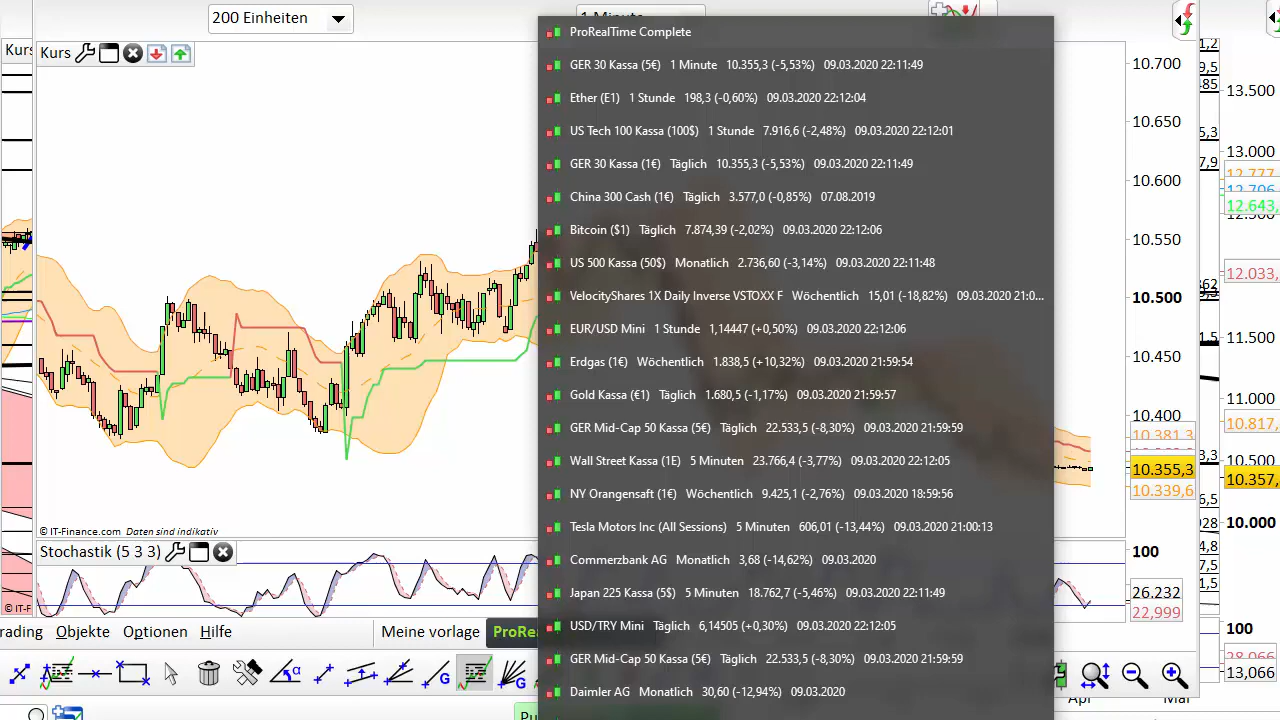 200 Einheiten
1 Minute
Kurs
Kurs
ProRealTime Complete
GER 30 Kassa (5€) 1 Minute 10.355,3 (-5,53%) 09.03.2020 22:11:49
Ether (E1) 1 Stunde 198,3 (-0,60%) 09.03.2020 22:12:04
US Tech 100 Kassa (100$) 1 Stunde 7.916,6 (-2,48%) 09.03.2020 22:12:01
GER 30 Kassa (1€) Täglich 10.355,3 (-5,53%) 09.03.2020 22:11:49
China 300 Cash (1€) Täglich 3.577,0 (-0,85%) 07.08.2019
Bitcoin ($1) Täglich 7.874,39 (-2,02%) 09.03.2020 22:12:06
US 500 Kassa (50$) Monatlich 2.736,60 (-3,14%) 09.03.2020 22:11:48
VelocityShares 1X Daily Inverse VSTOXX F Wöchentlich 15,01 (-18,82%) 09.03.2020 21:0...
EUR/USD Mini 1 Stunde 1,14447 (+0,50%) 09.03.2020 22:12:06
Erdgas (1€) Wöchentlich 1.838,5 (+10,32%) 09.03.2020 21:59:54
Gold Kassa (€1) Täglich 1.680,5 (-1,17%) 09.03.2020 21:59:57
GER Mid-Cap 50 Kassa (5€) Täglich 22.533,5 (-8,30%) 09.03.2020 21:59:59
Wall Street Kassa (1E) 5 Minuten 23.766,4 (-3,77%) 09.03.2020 22:12:05
NY Orangensaft (1€) Wöchentlich 9.425,1 (-2,76%) 09.03.2020 18:59:56
Tesla Motors Inc (All Sessions) 5 Minuten 606,01 (-13,44%) 09.03.2020 21:00:13
Commerzbank AG Monatlich 3,68 (-14,62%) 09.03.2020
Japan 225 Kassa (5$) 5 Minuten 18.762,7 (-5,46%) 09.03.2020 22:11:49
USD/TRY Mini Täglich 6,14505 (+0,30%) 09.03.2020 22:12:05
GER Mid-Cap 50 Kassa (5€) Täglich 22.533,5 (-8,30%) 09.03.2020 21:59:59
Daimler AG Monatlich 30,60 (-12,94%) 09.03.2020
10.700
10.650
10.600
10.550
10.500
10.450
10.400
10.381,3
10.355,3
10.339,6
13.500
13.000
12.777
12.706
12.643,
12.033,
11.500
11.000
10.817,
10.500
10.357,
10.000
© IT-Finance.com Daten sind indikativ
Stochastik (5 3 3)
100
26.232
22,999
100
28,066
13,066
© IT-F
rading Objekte Optionen Hilfe
Meine vorlage
ProRea
Apr
Mai
Pu